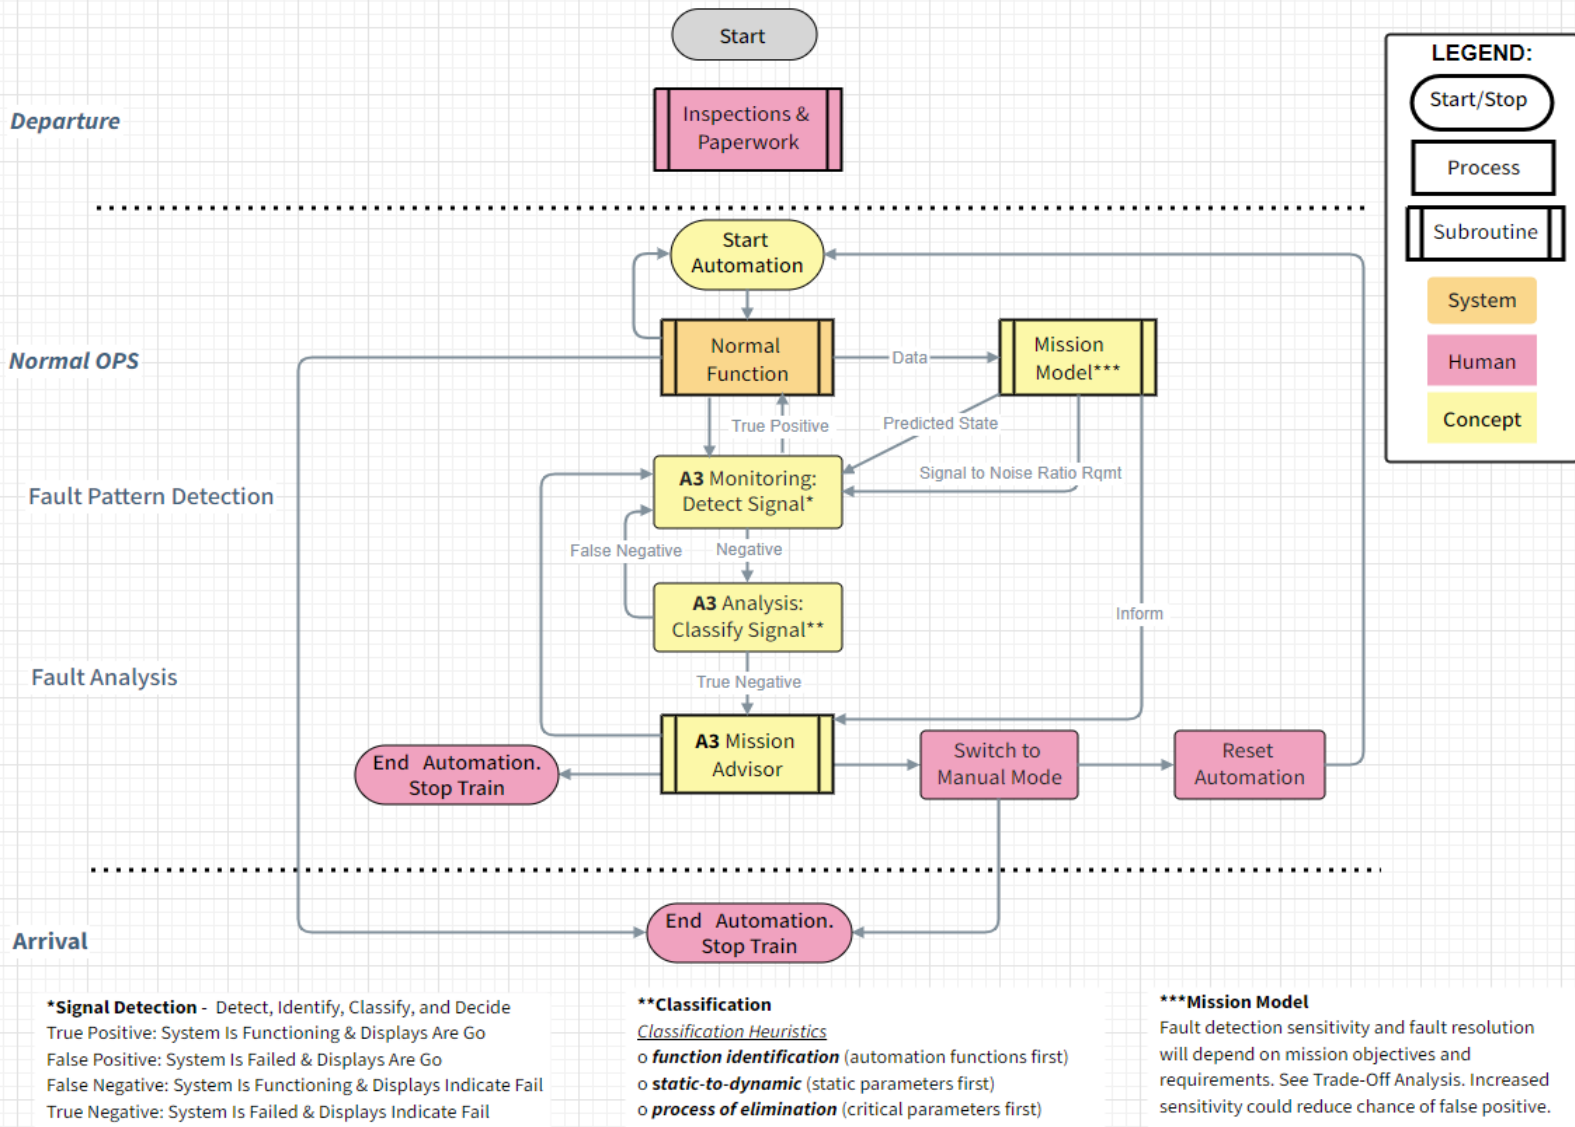 Start
LEGEND:
Start/Stop
Process
Subroutine
System
Human
Concept
Departure
Inspections &
Paperwork
Start
Automation
Normal OPS
Normal
Function
Data
Mission
Model***
True Positive
Predicted State
Signal to Noise Ratio Rqmt
Fault Pattern Detection
A3 Monitoring:
Detect Signal*
False Negative
Negative
A3 Analysis:
Classify Signal**
Inform
Fault Analysis
True Negative
A3 Mission
Advisor
End Automation.
Stop Train
Switch to
Manual Mode
Reset
Automation
Arrival
End Automation.
Stop Train
*Signal Detection - Detect, Identify, Classify, and Decide
True Positive: System Is Functioning & Displays Are Go
False Positive: System Is Failed & Displays Are Go
False Negative: System Is Functioning & Displays Indicate Fail
True Negative: System Is Failed & Displays Indicate Fail
**Classification
Classification Heuristics
o function identification (automation functions first)
o static-to-dynamic (static parameters first)
o process of elimination (critical parameters first)
***Mission Model
Fault detection sensitivity and fault resolution
will depend on mission objectives and
requirements. See Trade-Off Analysis. Increased
sensitivity could reduce chance of false positive.